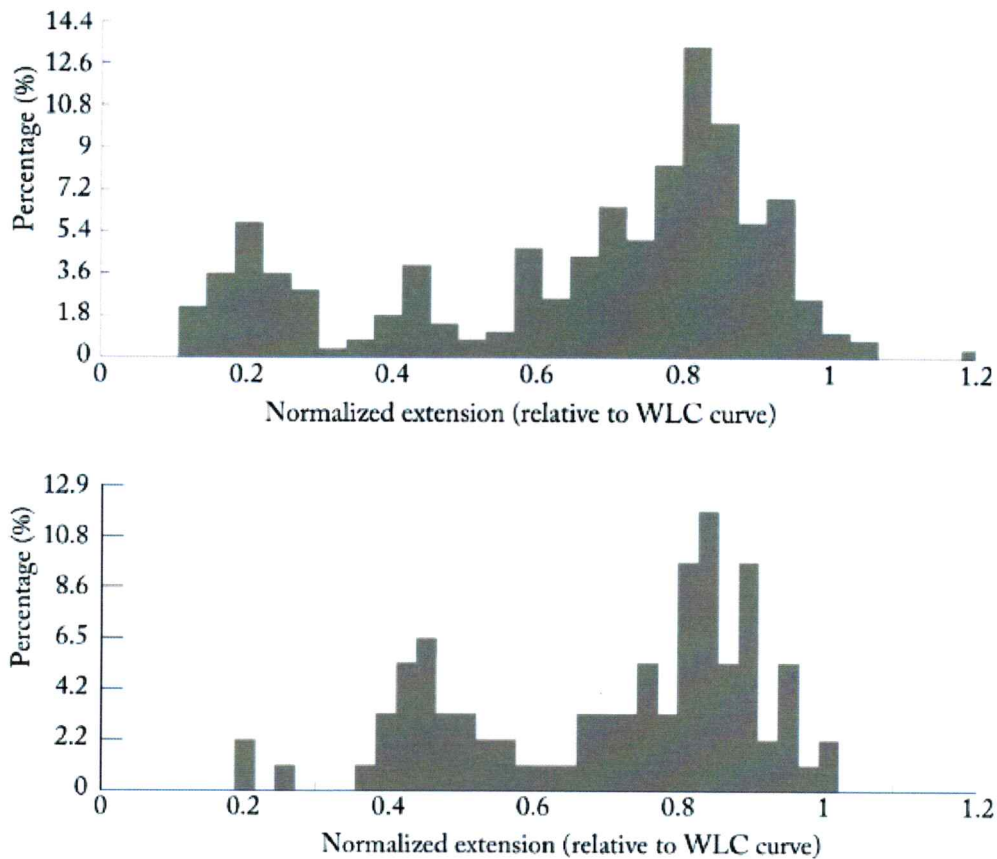 Percentage (%)
14.4
12.6
10.8
9
7.2
5.4
3.6
1.8
0
0 0.2 0.4 0.6 0.8 1 1.2
Normalized extension (relative to WLC curve)
Percentage (%)
12.9
10.8
8.6
6.5
4.2
2.2
0
0 0.2 0.4 0.6 0.8 1 1.2
Normalized extension (relative to WLC curve)